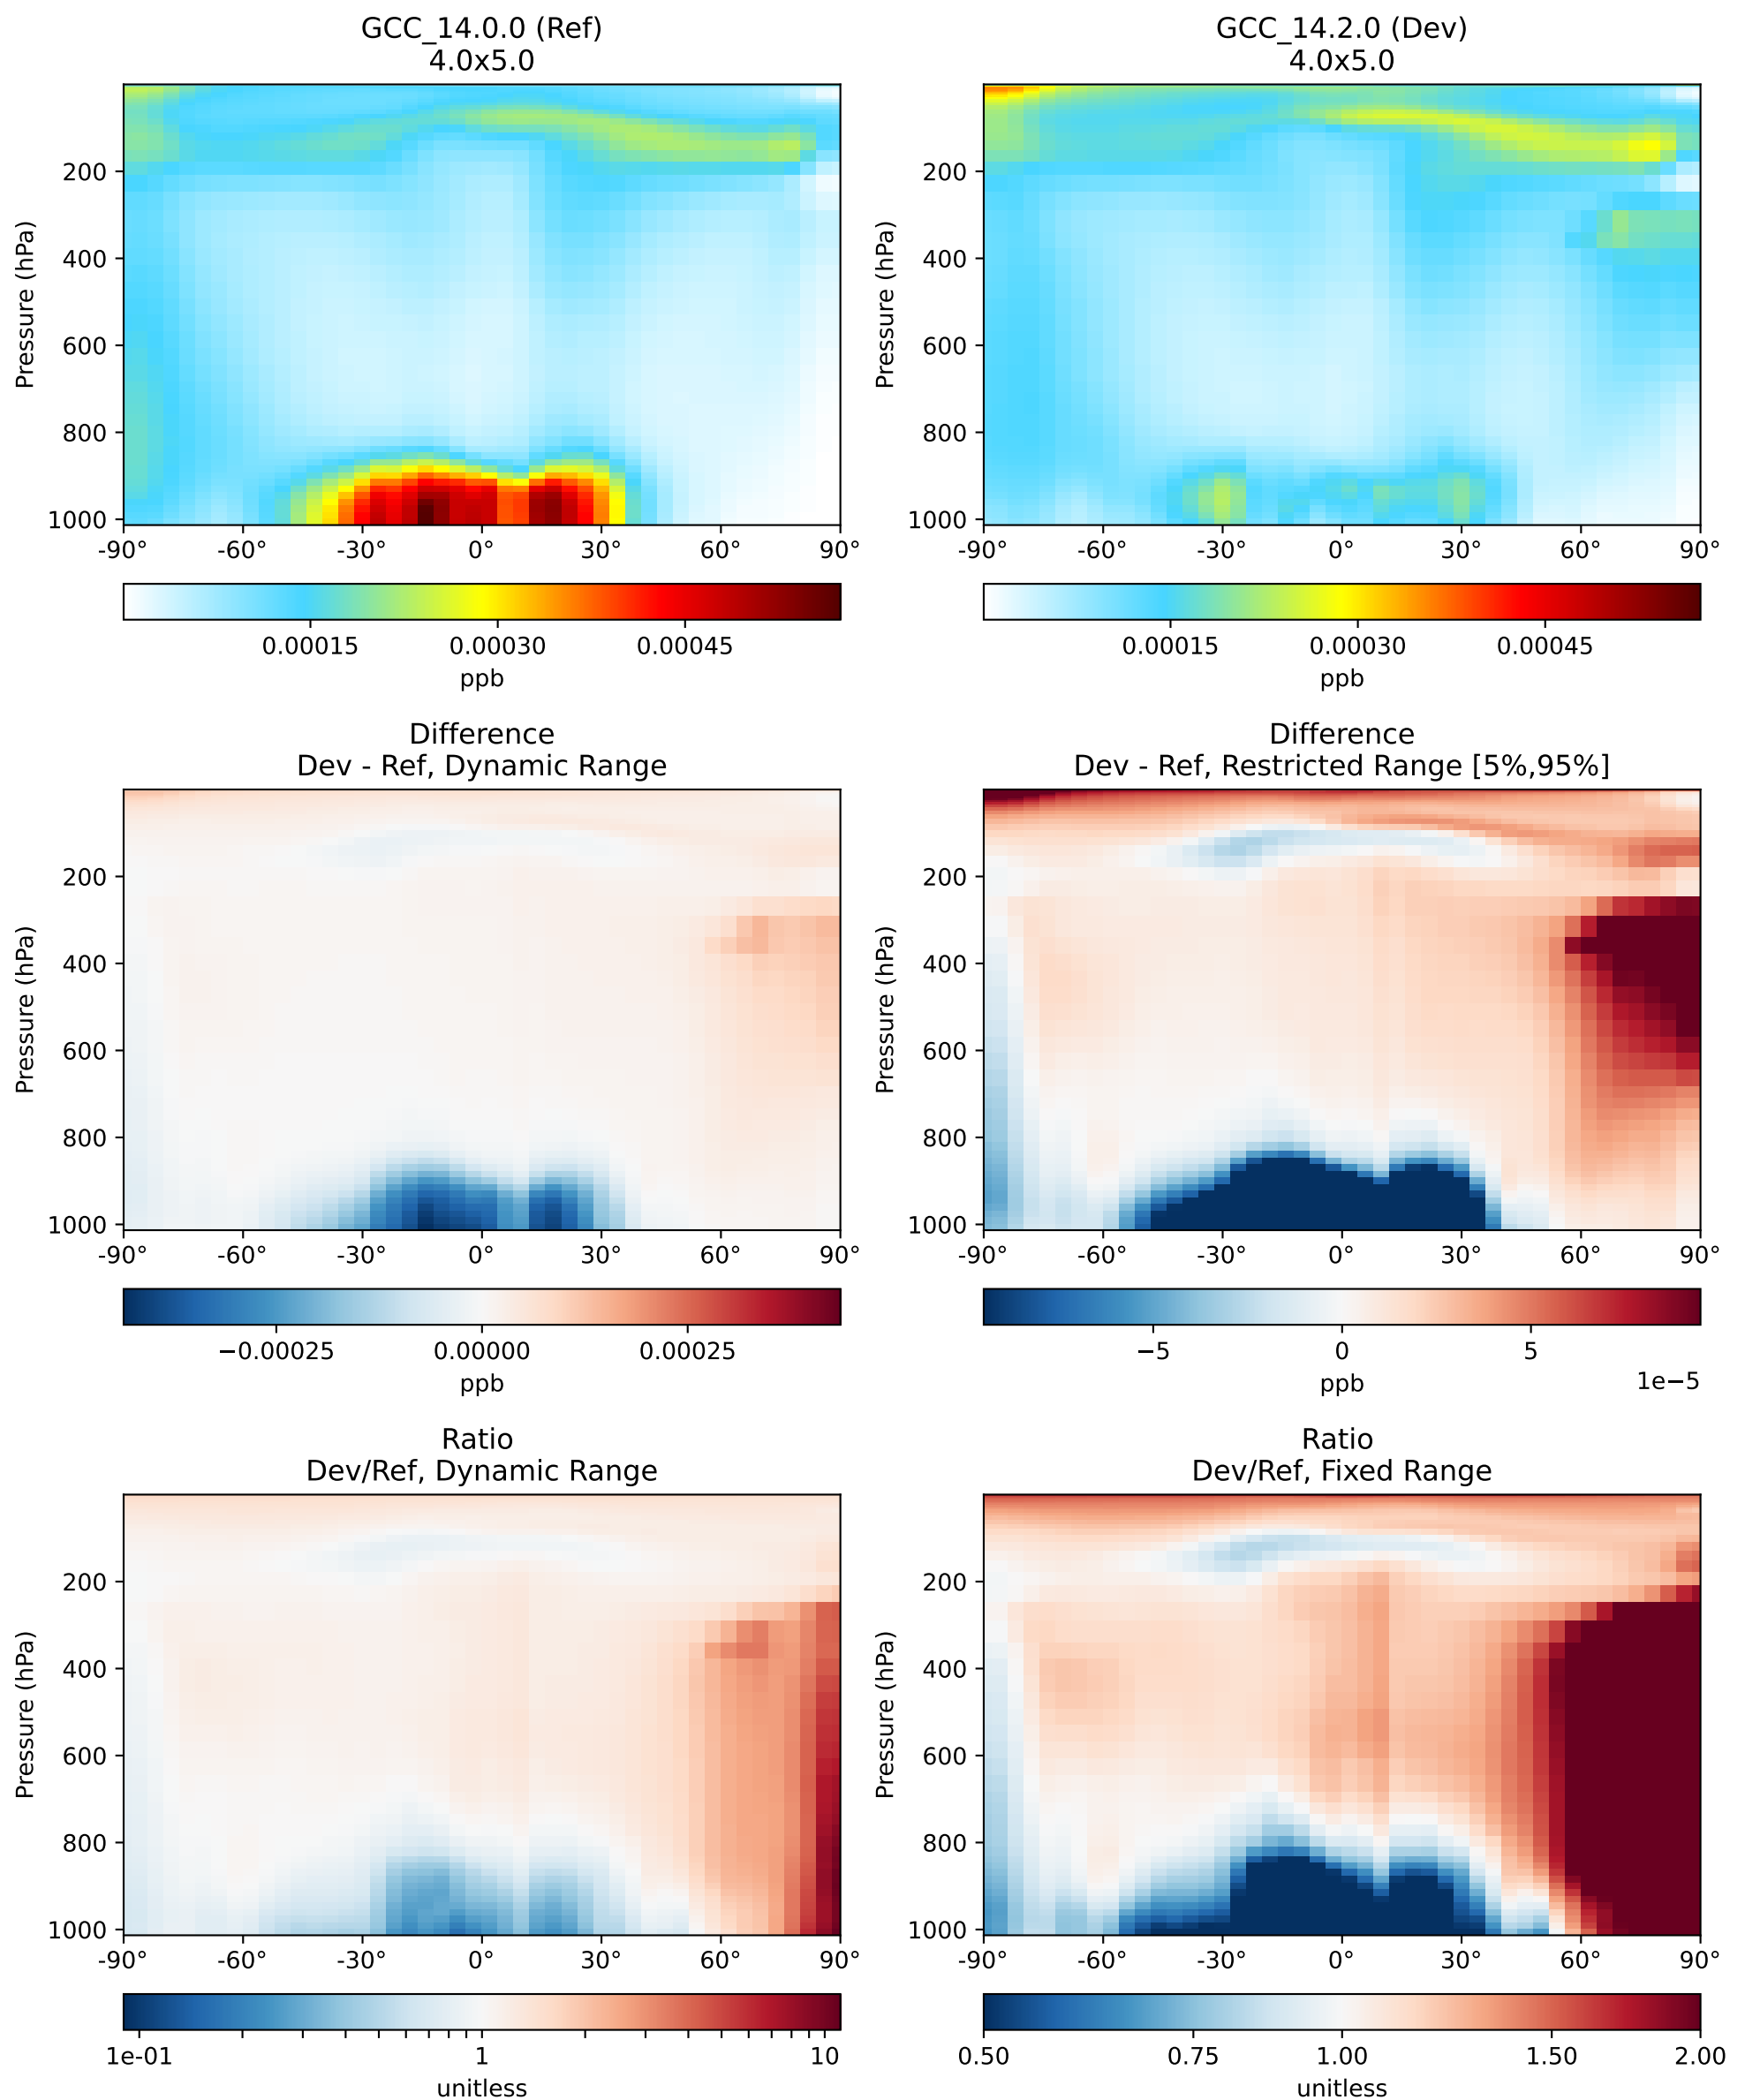 GCC_14.0.0 (Ref)
4.0x5.0
Pressure (hPa)
200
400
600
800
1000
-90° -60° -30° 0° 30° 60° 90°
0.00015 0.00030 0.00045
ppb
GCC_14.2.0 (Dev)
4.0x5.0
Pressure (hPa)
200
400
600
800
1000
-90° -60° -30° 0° 30° 60° 90°
0.00015 0.00030 0.00045
ppb
Difference
Dev - Ref, Dynamic Range
Pressure (hPa)
200
400
600
800
1000
-90° -60° -30° 0° 30° 60° 90°
−0.00025 0.00000 0.00025
ppb
Difference
Dev - Ref, Restricted Range [5%,95%]
Pressure (hPa)
200
400
600
800
1000
-90° -60° -30° 0° 30° 60° 90°
−5 0 5
1e−5
ppb
Ratio
Dev/Ref, Dynamic Range
Pressure (hPa)
200
400
600
800
1000
-90° -60° -30° 0° 30° 60° 90°
1e-01 1 10
unitless
Ratio
Dev/Ref, Fixed Range
Pressure (hPa)
200
400
600
800
1000
-90° -60° -30° 0° 30° 60° 90°
0.50 0.75 1.00 1.50 2.00
unitless